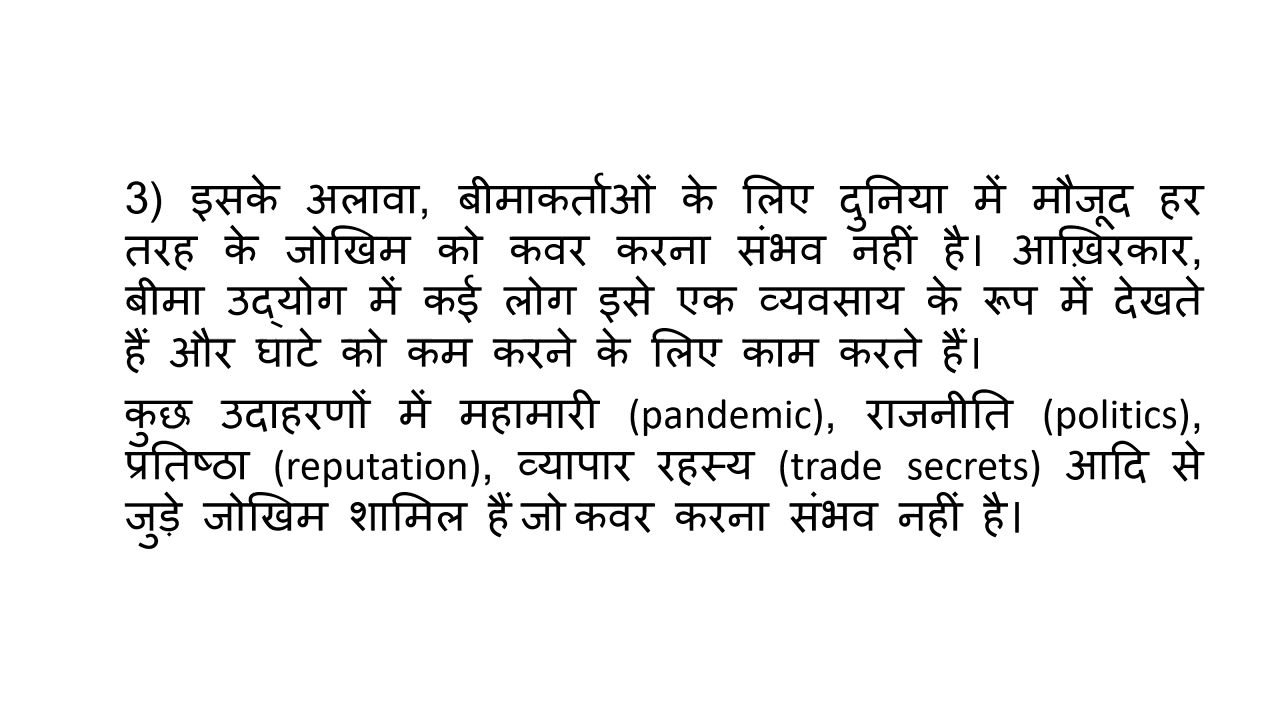 3) इसके अलावा, बीमाकर्ताओं के लिए दुनिया में मौजूद हर
तरह के जोखिम को कवर करना संभव नहीं है। आख़िरकार,
बीमा उद्योग में कई लोग इसे एक व्यवसाय के रूप में देखते
हैं और घाटे को कम करने के लिए काम करते हैं।
कुछ उदाहरणों में महामारी (pandemic), राजनीति (politics),
प्रतिष्ठा (reputation), व्यापार रहस्य (trade secrets) आदि से
जुड़े जोखिम शामिल हैं जो कवर करना संभव नहीं है।